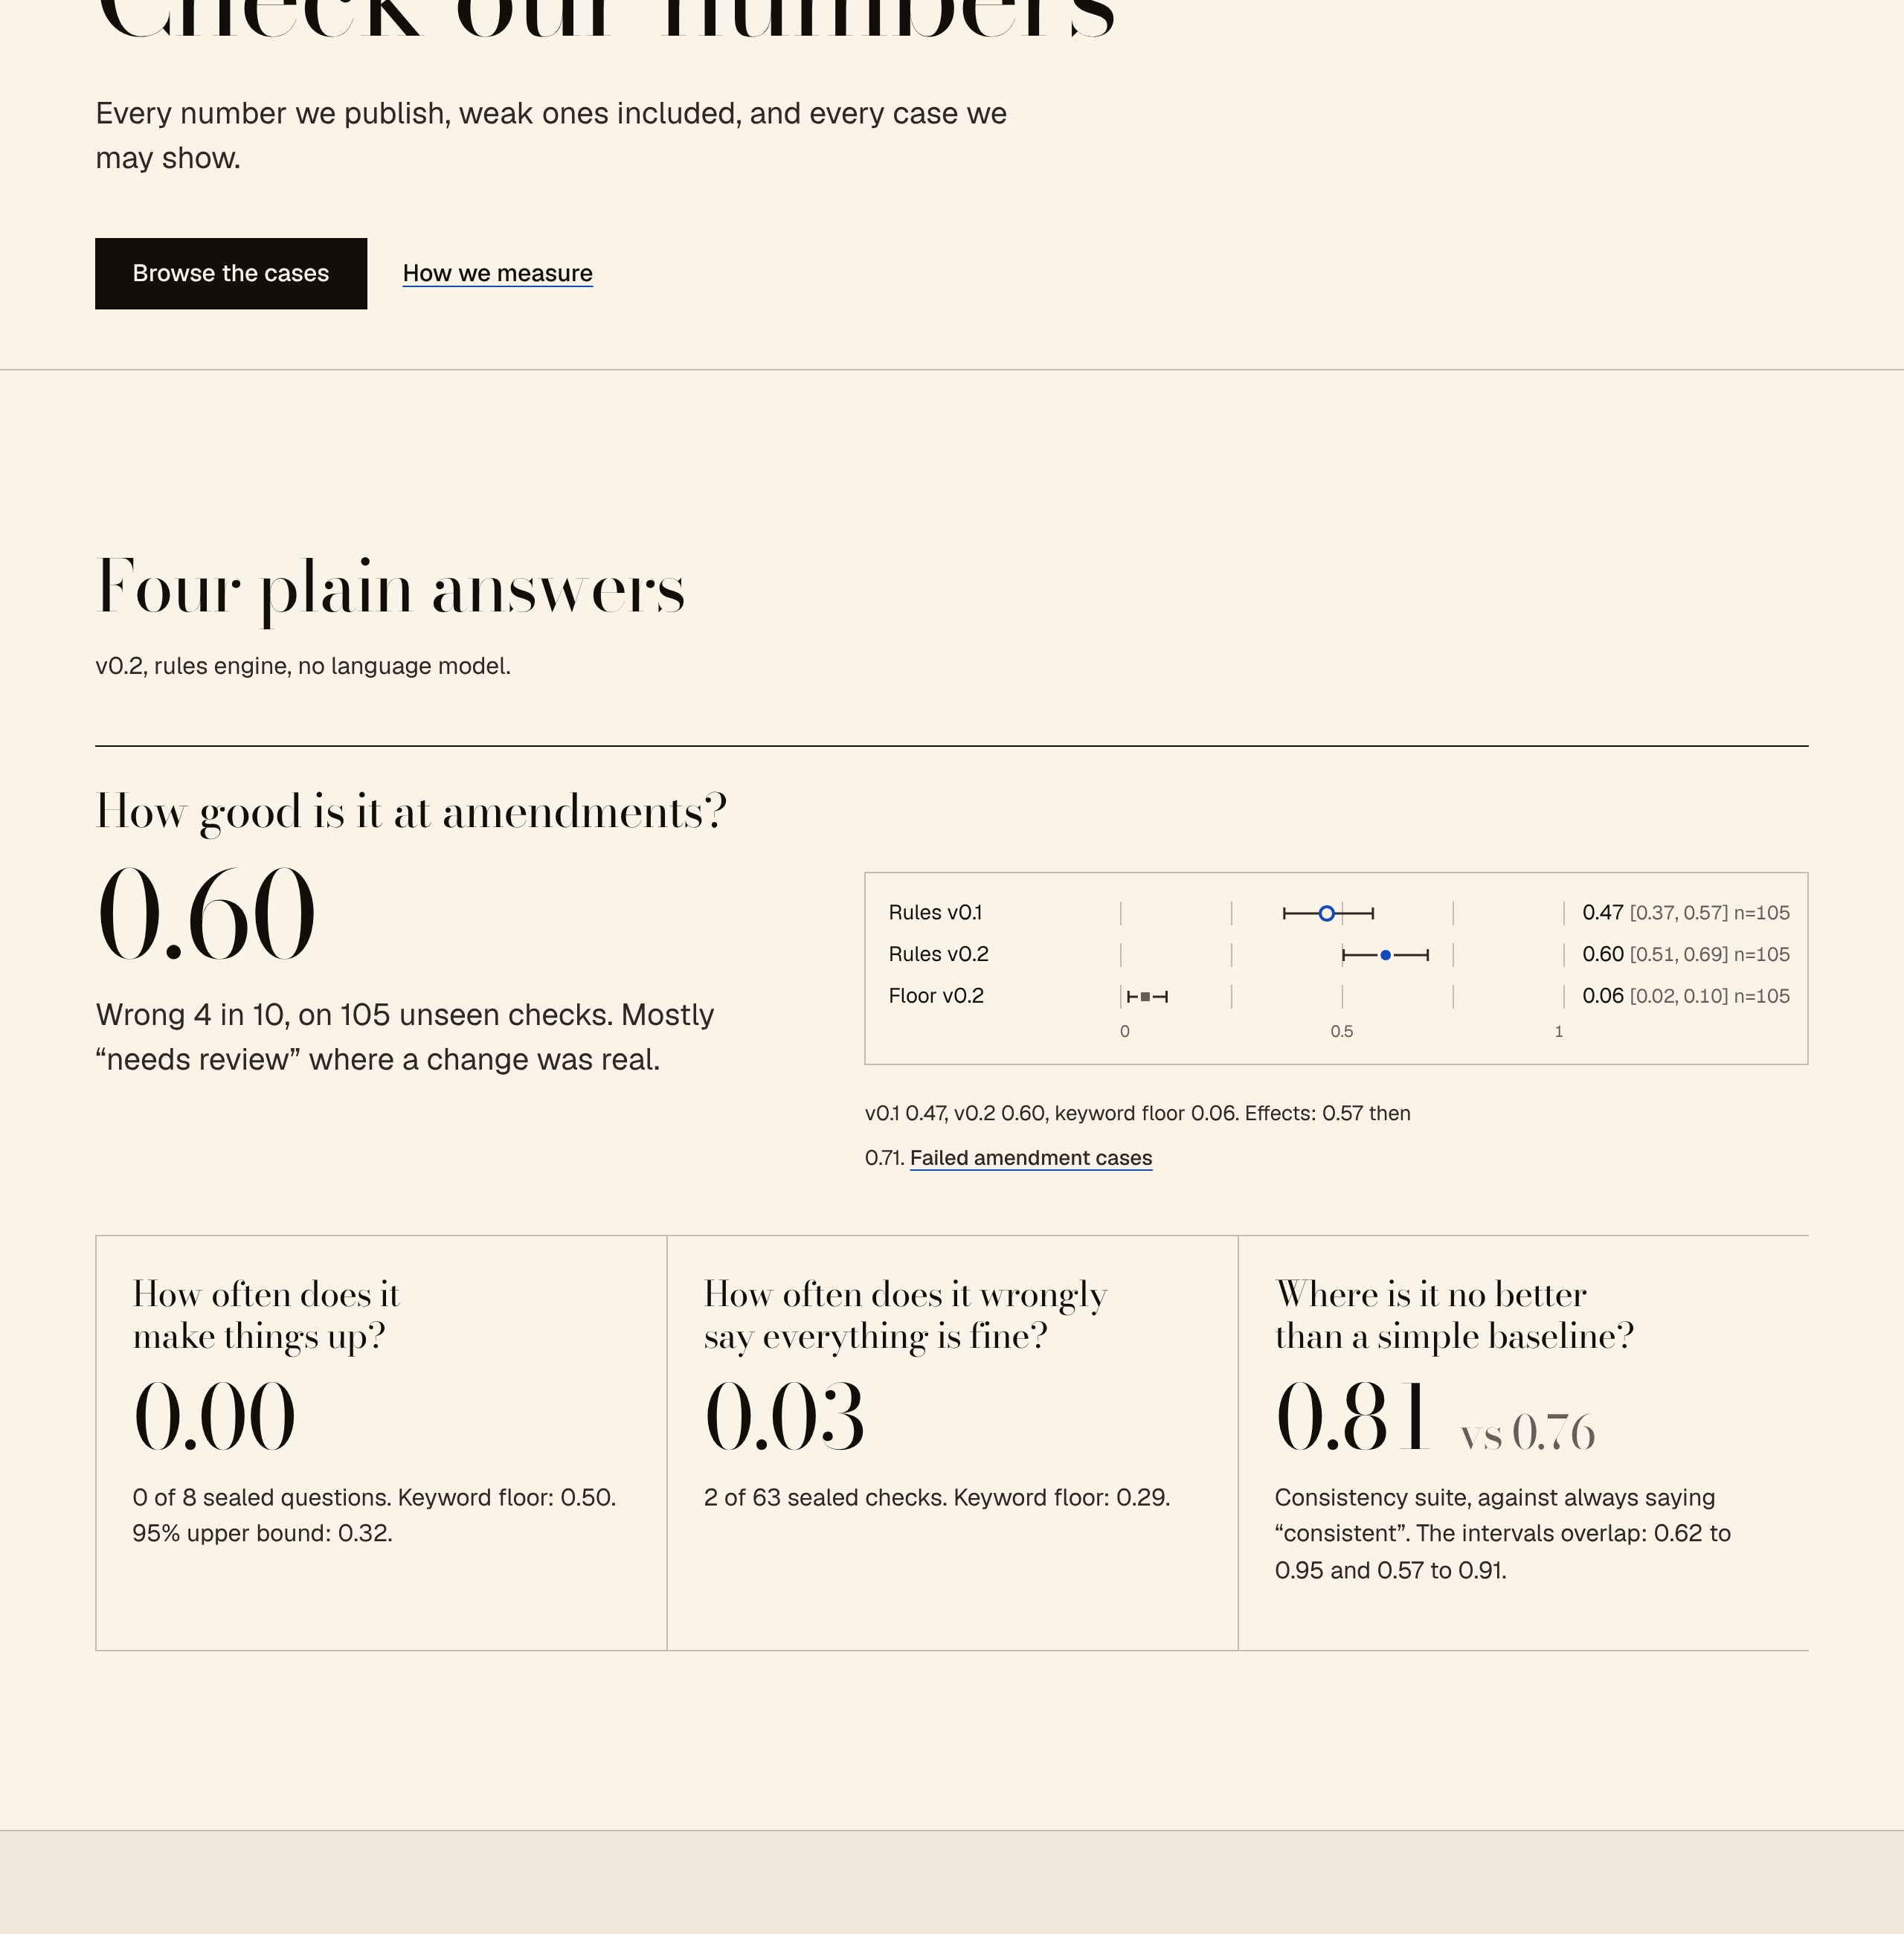 Check our numbers
Every number we publish, weak ones included, and every case we
may show.
Browse the cases
How we measure
Four plain answers
v0.2, rules engine, no language model.
How good is it at amendments?
0.60
Wrong 4 in 10, on 105 unseen checks. Mostly
“needs review” where a change was real.
Rules v0.1
0.47 [0.37, 0.57] n=105
Rules v0.2
0.60 [0.51, 0.69] n=105
Floor v0.2
0.06 [0.02, 0.10] n=105
0
0.5
1
v0.1 0.47, v0.2 0.60, keyword floor 0.06. Effects: 0.57 then
0.71. Failed amendment cases
How often does it
make things up?
0.00
0 of 8 sealed questions. Keyword floor: 0.50.
95% upper bound: 0.32.
How often does it wrongly
say everything is fine?
0.03
2 of 63 sealed checks. Keyword floor: 0.29.
Where is it no better
than a simple baseline?
0.81 vs 0.76
Consistency suite, against always saying
“consistent”. The intervals overlap: 0.62 to
0.95 and 0.57 to 0.91.